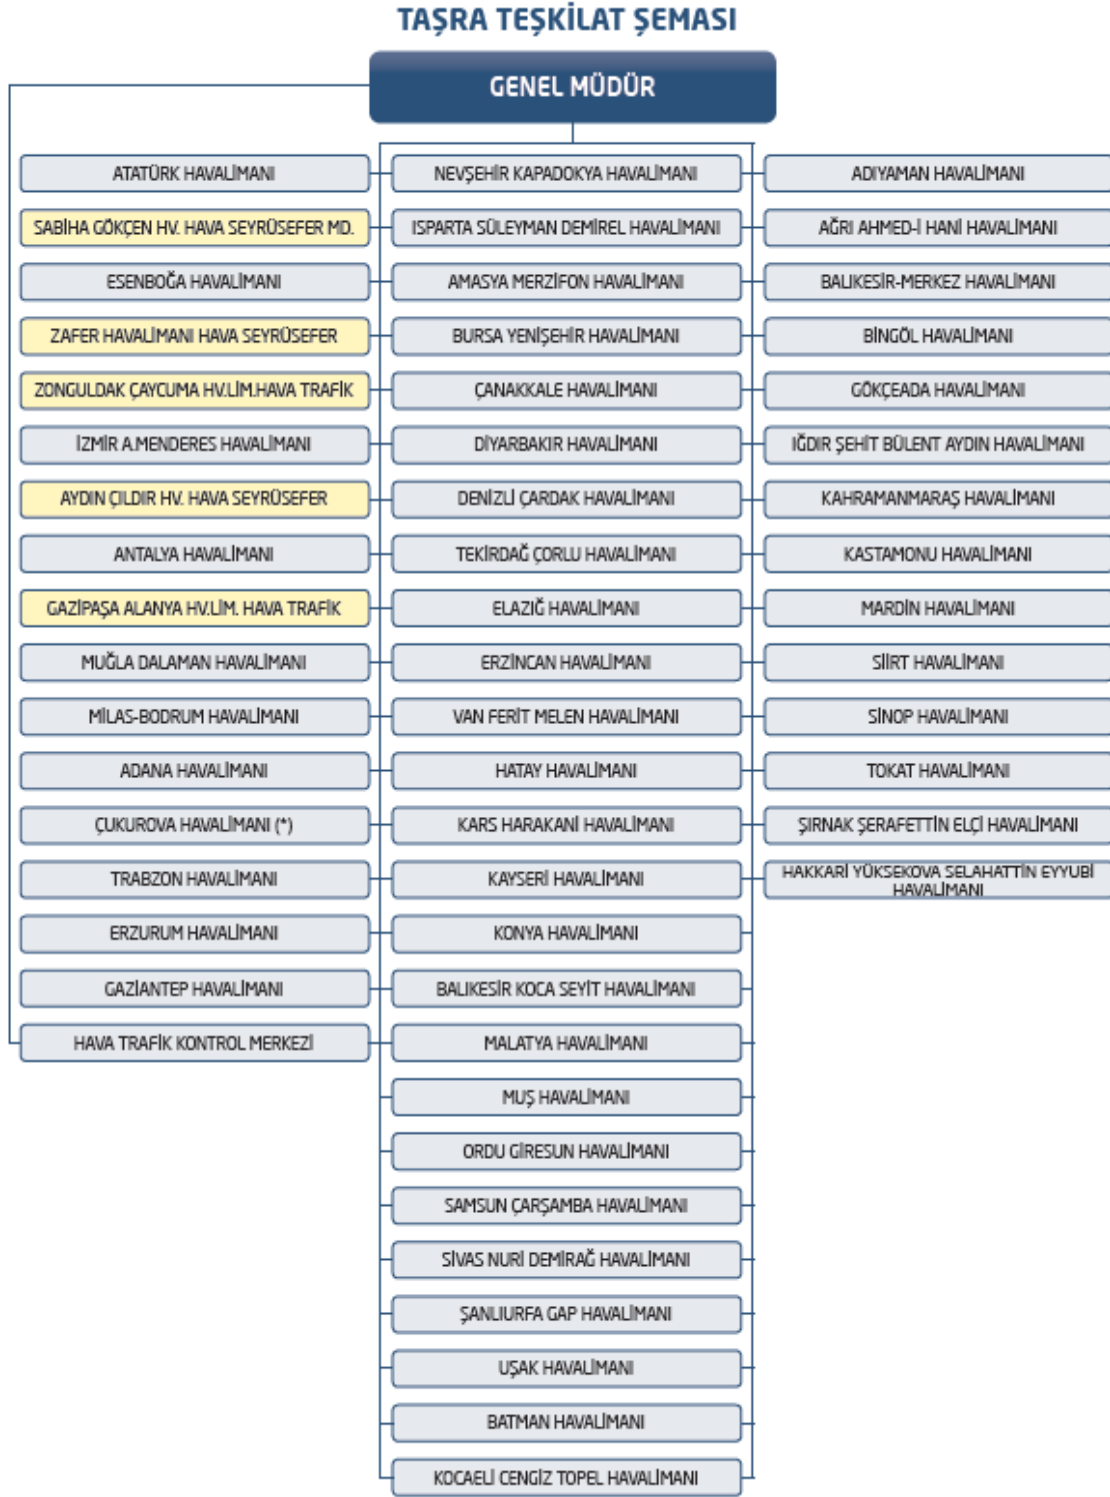 TAŞRA TEŞKİLAT ŞEMASI
GENEL MÜDÜR
ATATÜRK HAVALİMANI
SABİHA GÖKÇEN HV. HAVA SEYRÜSEFER MD.
ESENBOĞA HAVALİMANI
ZAFER HAVALİMANI HAVA SEYRÜSEFER
ZONGULDAK ÇAYCUMA HV.LİM.HAVA TRAFİK
İZMİR A.MENDERES HAVALİMANI
AYDIN ÇILDIR HV. HAVA SEYRÜSEFER
ANTALYA HAVALİMANI
GAZİPAŞA ALANYA HV.LİM. HAVA TRAFİK
MUĞLA DALAMAN HAVALİMANI
MİLAS-BODRUM HAVALİMANI
ADANA HAVALİMANI
ÇUKUROVA HAVALİMANI (*)
TRABZON HAVALİMANI
ERZURUM HAVALİMANI
GAZİANTEP HAVALİMANI
HAVA TRAFİK KONTROL MERKEZİ
NEVŞEHİR KAPADOKYA HAVALİMANI
ISPARTA SÜLEYMAN DEMİREL HAVALİMANI
AMASYA MERZİFON HAVALİMANI
BURSA YENİŞEHİR HAVALİMANI
ÇANAKKALE HAVALİMANI
DİYARBAKIR HAVALİMANI
DENİZLİ ÇARDAK HAVALİMANI
TEKİRDAĞ ÇORLU HAVALİMANI
ELAZIĞ HAVALİMANI
ERZİNCAN HAVALİMANI
VAN FERİT MELEN HAVALİMANI
HATAY HAVALİMANI
KARS HARAKANİ HAVALİMANI
KAYSERİ HAVALİMANI
KONYA HAVALİMANI
BALIKESİR KOCA SEYİT HAVALİMANI
MALATYA HAVALİMANI
MUŞ HAVALİMANI
ORDU GİRESUN HAVALİMANI
SAMSUN ÇARŞAMBA HAVALİMANI
SİVAS NURİ DEMİRAĞ HAVALİMANI
ŞANLIURFA GAP HAVALİMANI
UŞAK HAVALİMANI
BATMAN HAVALİMANI
KOCAELİ CENGİZ TOPEL HAVALİMANI
ADIYAMAN HAVALİMANI
AĞRI AHMED-İ HANİ HAVALİMANI
BALIKESİR-MERKEZ HAVALİMANI
BİNGÖL HAVALİMANI
GÖKÇEADA HAVALİMANI
IĞDIR ŞEHİT BÜLENT AYDIN HAVALİMANI
KAHRAMANMARAŞ HAVALİMANI
KASTAMONU HAVALİMANI
MARDİN HAVALİMANI
SİİRT HAVALİMANI
SİNOP HAVALİMANI
TOKAT HAVALİMANI
ŞIRNAK ŞERAFETTİN ELÇİ HAVALİMANI
HAKKARİ YÜKSEKOVA SELAHATTİN EYYUBİ
HAVALİMANI